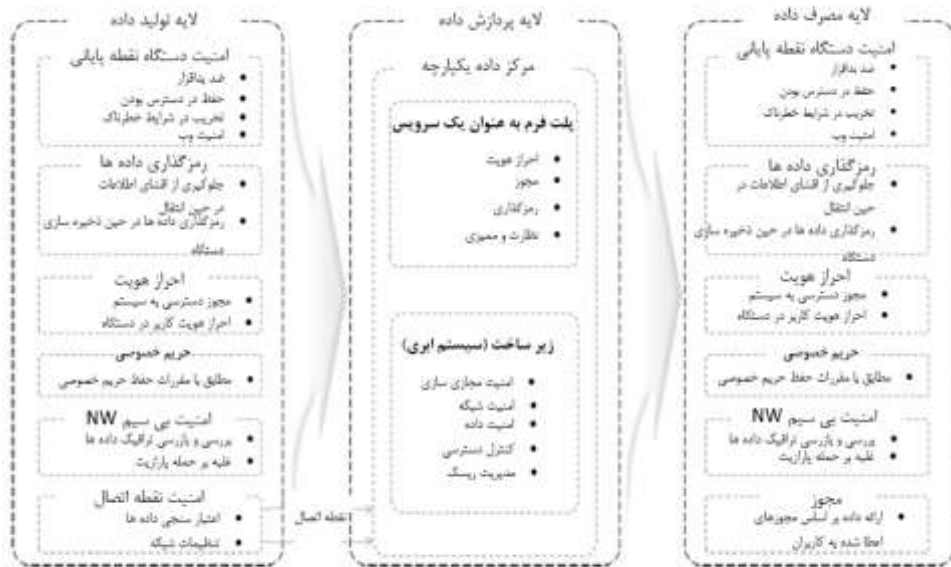 لایه تولید داده
امنیت دستگاه نقطه پایانی
ضد بدافزار
حفظ در دسترس بودن
تخریب در شرایط خطرناک
امنیت وب
رمزگذاری داده ها
جلوگیری از افشای اطلاعات
در حین انتقال
رمزگذاری داده ها در حین ذخیره سازی
دستگاه
احراز هویت
مجوز دسترسی به سیستم
احراز هویت کاربر در دستگاه
حریم خصوصی
مطابق با مقررات حفظ حریم خصوصی
امنیت بی سیم NW
بررسی و بازرسی ترافیک داده ها
غلبه بر حمله پارازیت
امنیت نقطه اتصال
اعتبار سنجی داده ها
تنظیمات شبکه
نقطه اتصال
لایه پردازش داده
مرکز داده یکپارچه
پلت فرم به عنوان یک سرویس
احراز هویت
مجوز
رمزگذاری
نظارت و ممیزی
زیر ساخت (سیستم ابری)
امنیت مجازی سازی
امنیت شبکه
امنیت داده
کنترل دسترسی
مدیریت ریسک
لایه مصرف داده
امنیت دستگاه نقطه پایانی
ضد بدافزار
حفظ در دسترس بودن
تخریب در شرایط خطرناک
امنیت وب
رمزگذاری داده ها
جلوگیری از افشای اطلاعات در
حین انتقال
رمزگذاری داده ها در حین ذخیره سازی
دستگاه
احراز هویت
مجوز دسترسی به سیستم
احراز هویت کاربر در دستگاه
حریم خصوصی
مطابق با مقررات حفظ حریم خصوصی
امنیت بی سیم NW
بررسی و بازرسی ترافیک داده ها
غلبه بر حمله پارازیت
مجوز
ارائه داده بر اساس مجوزهای
اعطا شده به کاربران